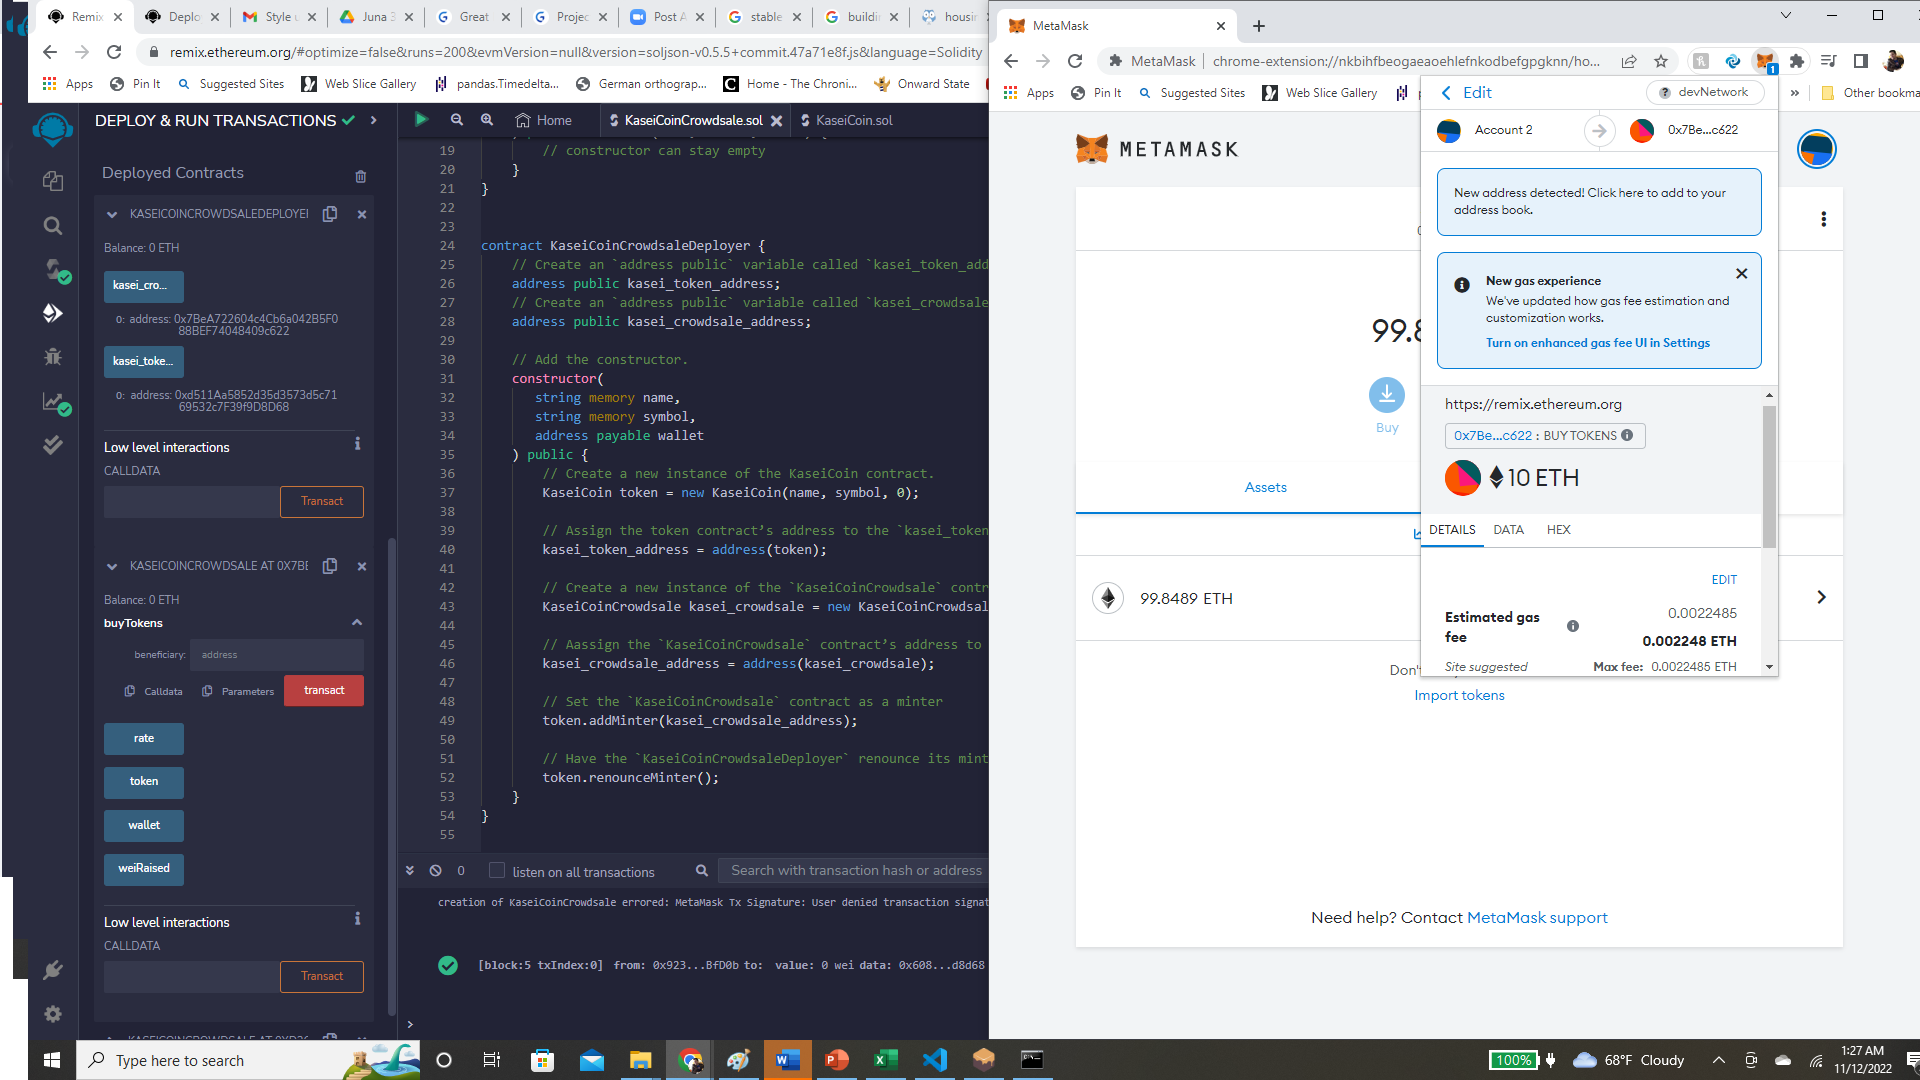 Remix
Deplo
Style u
Juna 3
Great
Projec
Post A
stable
buildin
housin
remix.ethereum.org/#optimize=false&runs=200&evmVersion=null&version=soljson-v0.5.5+commit.47a71e8f.js&language=Solidity
Apps
Pin It
Suggested Sites
Web Slice Gallery
pandas.Timedelta...
German orthograp...
Home - The Chroni...
Onward State
DEPLOY & RUN TRANSACTIONS
Deployed Contracts
KASEICOINCROWDSALEDEPLOYE
Balance: 0 ETH
kasei_cro...
0: address: 0x7BeA722604c4Cb6a042B5F0
88BEF74048409c622
kasei_toke...
0: address: 0xd511Aa5852d35d3573d5c71
69532c7F39f9D8D68
Low level interactions
CALLDATA
Transact
KASEICOINCROWDSALE AT 0X7BE
Balance: 0 ETH
buyTokens
beneficiary: address
Calldata
Parameters
transact
rate
token
wallet
weiRaised
Low level interactions
CALLDATA
Transact
Home
KaseiCoinCrowdsale.sol
KaseiCoin.sol
19 // constructor can stay empty
20 }
21 }
22
23
24 contract KaseiCoinCrowdsaleDeployer {
25 // Create an `address public` variable called `kasei_token_add
26 address public kasei_token_address;
27 // Create an `address public` variable called `kasei_crowdsale
28 address public kasei_crowdsale_address;
29
30 // Add the constructor.
31 constructor(
32 string memory name,
33 string memory symbol,
34 address payable wallet
35 ) public {
36 // Create a new instance of the KaseiCoin contract.
37 KaseiCoin token = new KaseiCoin(name, symbol, 0);
38
39 // Assign the token contract’s address to the `kasei_token
40 kasei_token_address = address(token);
41
42 // Create a new instance of the `KaseiCoinCrowdsale` contr
43 KaseiCoinCrowdsale kasei_crowdsale = new KaseiCoinCrowdsal
44
45 // Aassign the `KaseiCoinCrowdsale` contract’s address to
46 kasei_crowdsale_address = address(kasei_crowdsale);
47
48 // Set the `KaseiCoinCrowdsale` contract as a minter
49 token.addMinter(kasei_crowdsale_address);
50
51 // Have the `KaseiCoinCrowdsaleDeployer` renounce its mint
52 token.renounceMinter();
53 }
54 }
55
0
listen on all transactions
Search with transaction hash or address
creation of KaseiCoinCrowdsale errored: MetaMask Tx Signature: User denied transaction signat
[block:5 txIndex:0] from: 0x923...BfD0b to: value: 0 wei data: 0x608...d8d68
>
MetaMask
MetaMask
chrome-extension://nkbihfbeogaeaoehlefnkodbefgpgknn/ho...
Apps
Pin It
Suggested Sites
Web Slice Gallery
»
Other bookma
METAMASK
99.8
Buy
Assets
99.8489 ETH
Don't
Import tokens
Need help? Contact MetaMask support
Edit
devNetwork
Account 2
0x7Be...c622
New address detected! Click here to add to your
address book.
New gas experience
We've updated how gas fee estimation and
customization works.
Turn on enhanced gas fee UI in Settings
https://remix.ethereum.org
0x7Be...c622 : BUY TOKENS
10 ETH
DETAILS
DATA
HEX
EDIT
Estimated gas
fee
0.0022485
0.002248 ETH
Site suggested
Max fee: 0.0022485 ETH
1
Type here to search
100%
68°F Cloudy
1:27 AM
11/12/2022